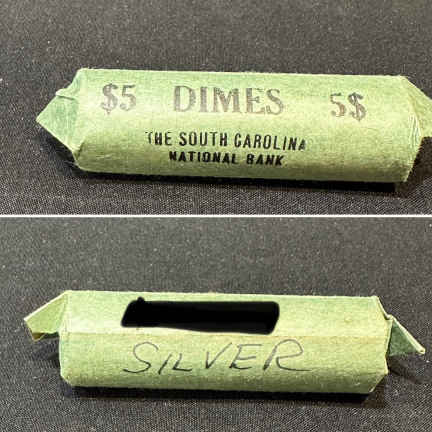 $5 DIMES 5$
THE SOUTH CAROLINA
NATIONAL BANK
SILVER